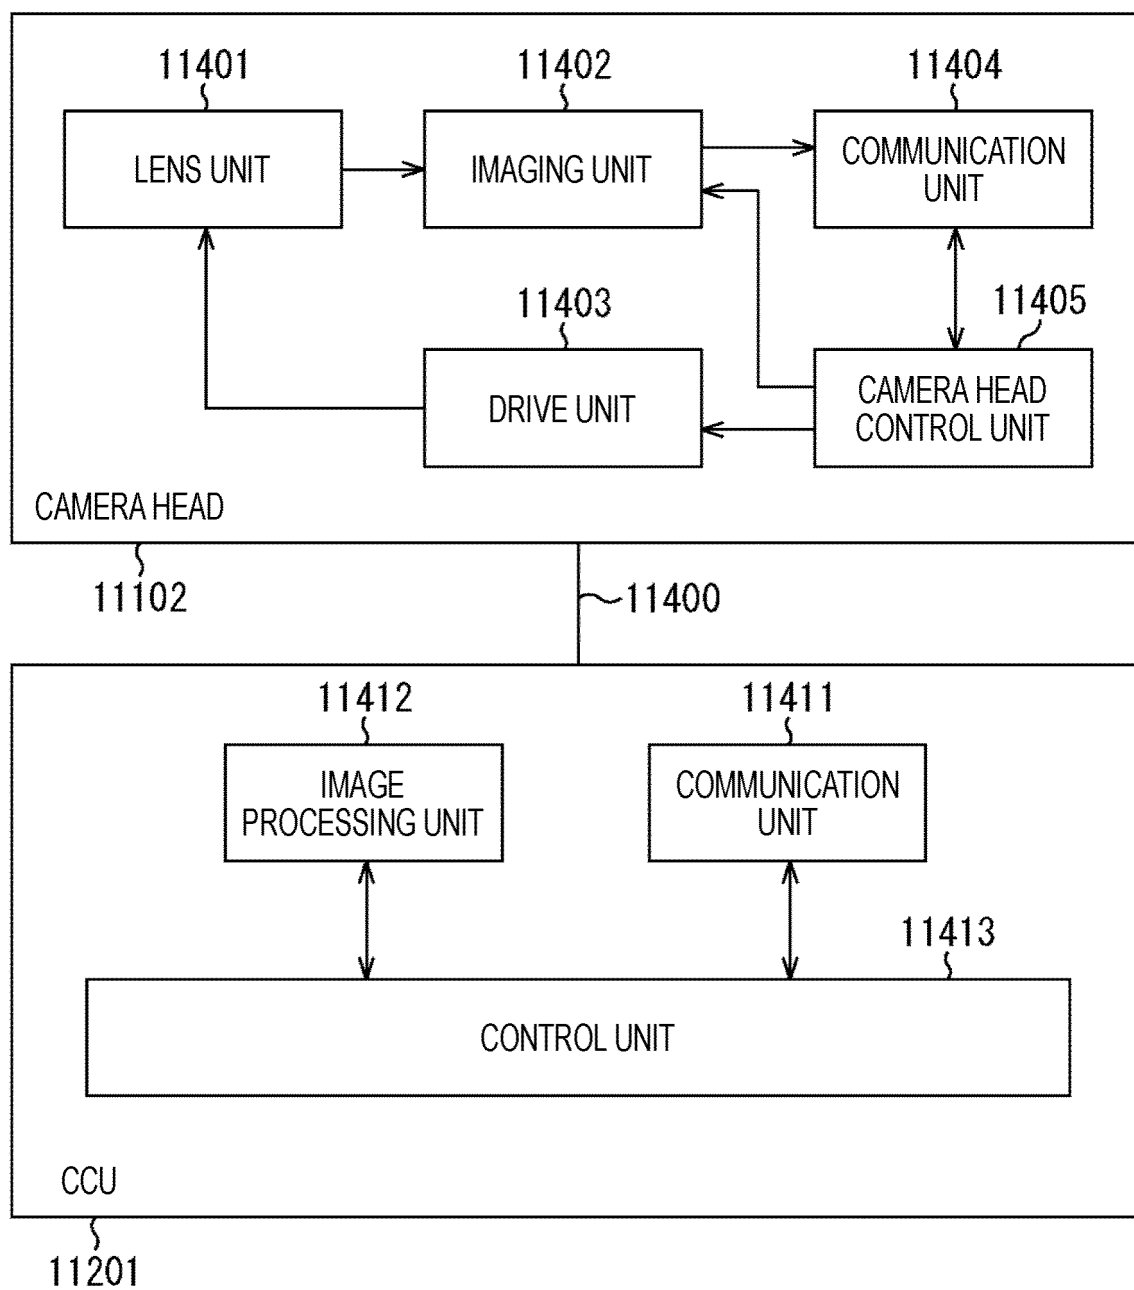 11401
11402
11404
LENS UNIT
IMAGING UNIT
COMMUNICATION
UNIT
11403
11405
DRIVE UNIT
CAMERA HEAD
CONTROL UNIT
CAMERA HEAD
11102
11400
11412
11411
IMAGE
PROCESSING UNIT
COMMUNICATION
UNIT
11413
CONTROL UNIT
CCU
11201